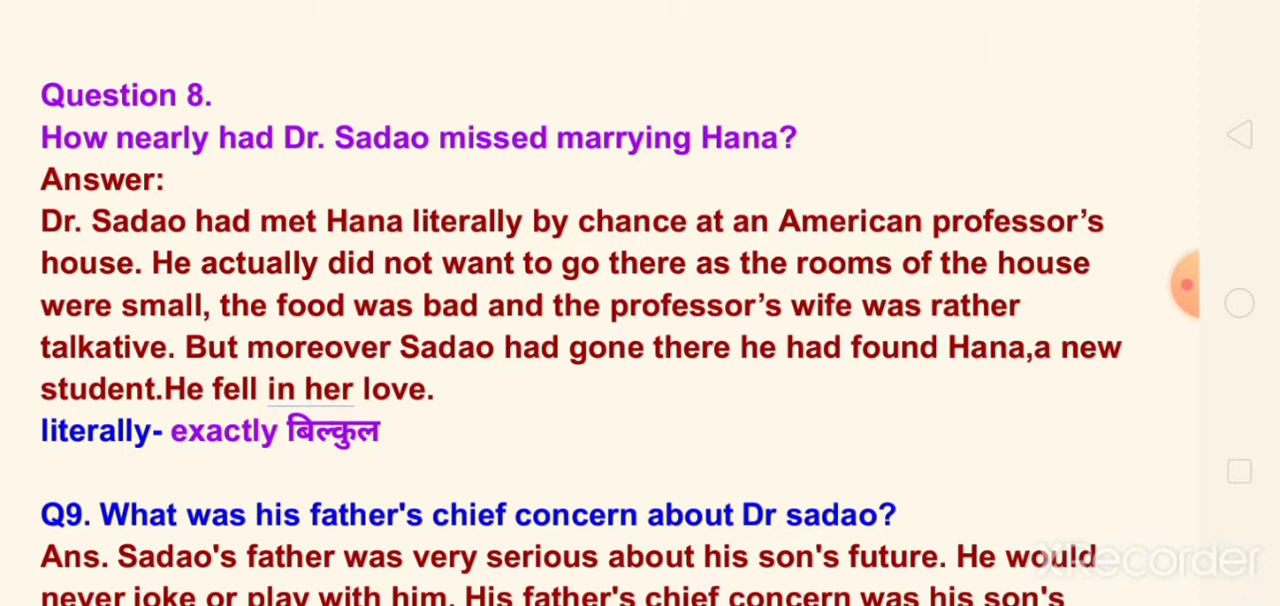 Question 8.
How nearly had Dr. Sadao missed marrying Hana?
Answer:
Dr. Sadao had met Hana literally by chance at an American professor’s
house. He actually did not want to go there as the rooms of the house
were small, the food was bad and the professor’s wife was rather
talkative. But moreover Sadao had gone there he had found Hana,a new
student.He fell in her love.
literally- exactly बिल्कुल
Q9. What was his father's chief concern about Dr sadao?
Ans. Sadao's father was very serious about his son's future. He would
never joke or play with him. His father's chief concern was his son's
XRecorder